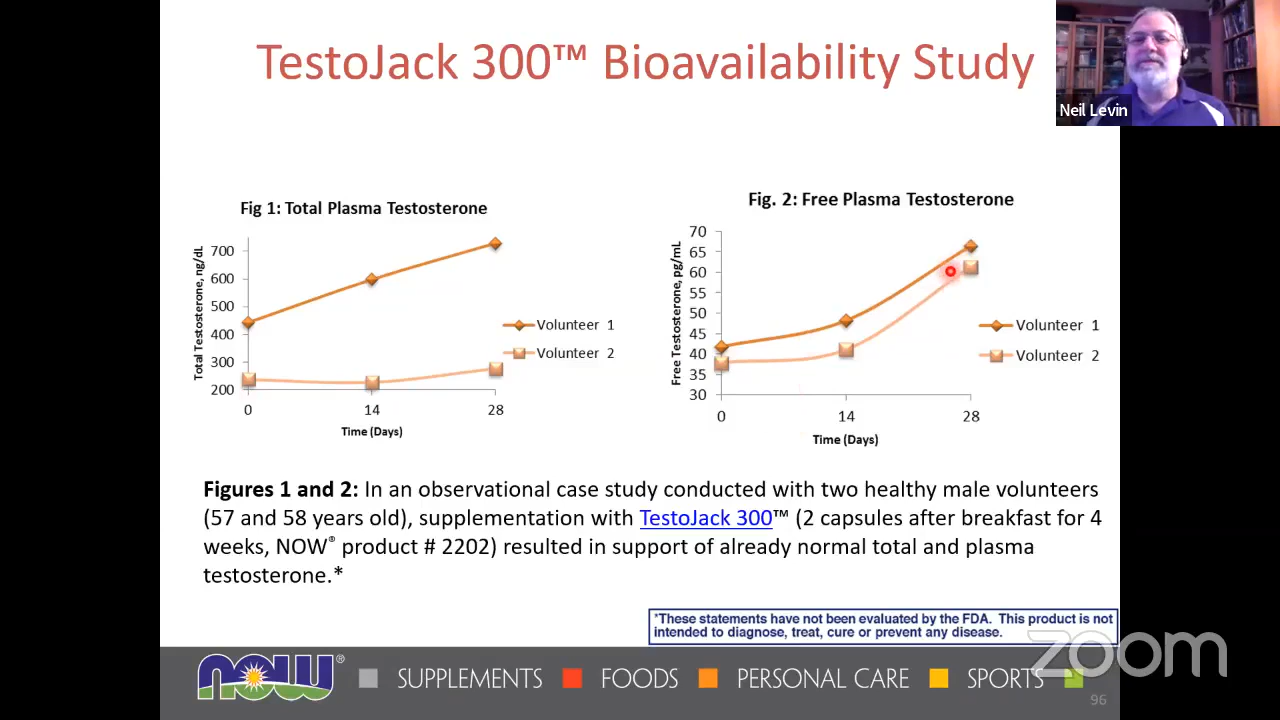 TestoJack 300™ Bioavailability Study
Neil Levin
Fig 1: Total Plasma Testosterone
Total Testosterone, ng/dL
700
600
500
400
300
200
0 14 28
Time (Days)
Volunteer 1
Volunteer 2
Fig. 2: Free Plasma Testosterone
Free Testosterone, pg/mL
70
65
60
55
50
45
40
35
30
0 14 28
Time (Days)
Volunteer 1
Volunteer 2
Figures 1 and 2: In an observational case study conducted with two healthy male volunteers
(57 and 58 years old), supplementation with TestoJack 300™ (2 capsules after breakfast for 4
weeks, NOW® product # 2202) resulted in support of already normal total and plasma
testosterone.*
*These statements have not been evaluated by the FDA. This product is not
intended to diagnose, treat, cure or prevent any disease.
zoom
NOW® SUPPLEMENTS FOODS PERSONAL CARE SPORTS
96